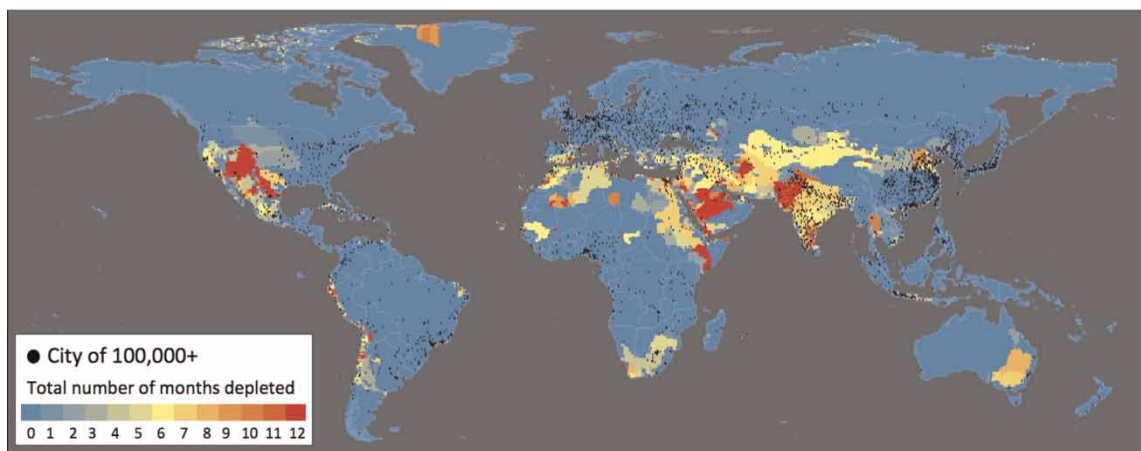 City of 100,000+
Total number of months depleted
0 1 2 3 4 5 6 7 8 9 10 11 12